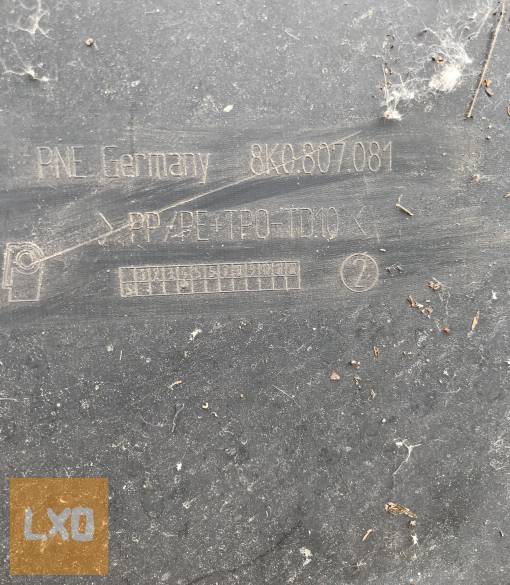 PNE Germany 8K0.807.081
>PP/PE+TPO-TD10<
2
LXO